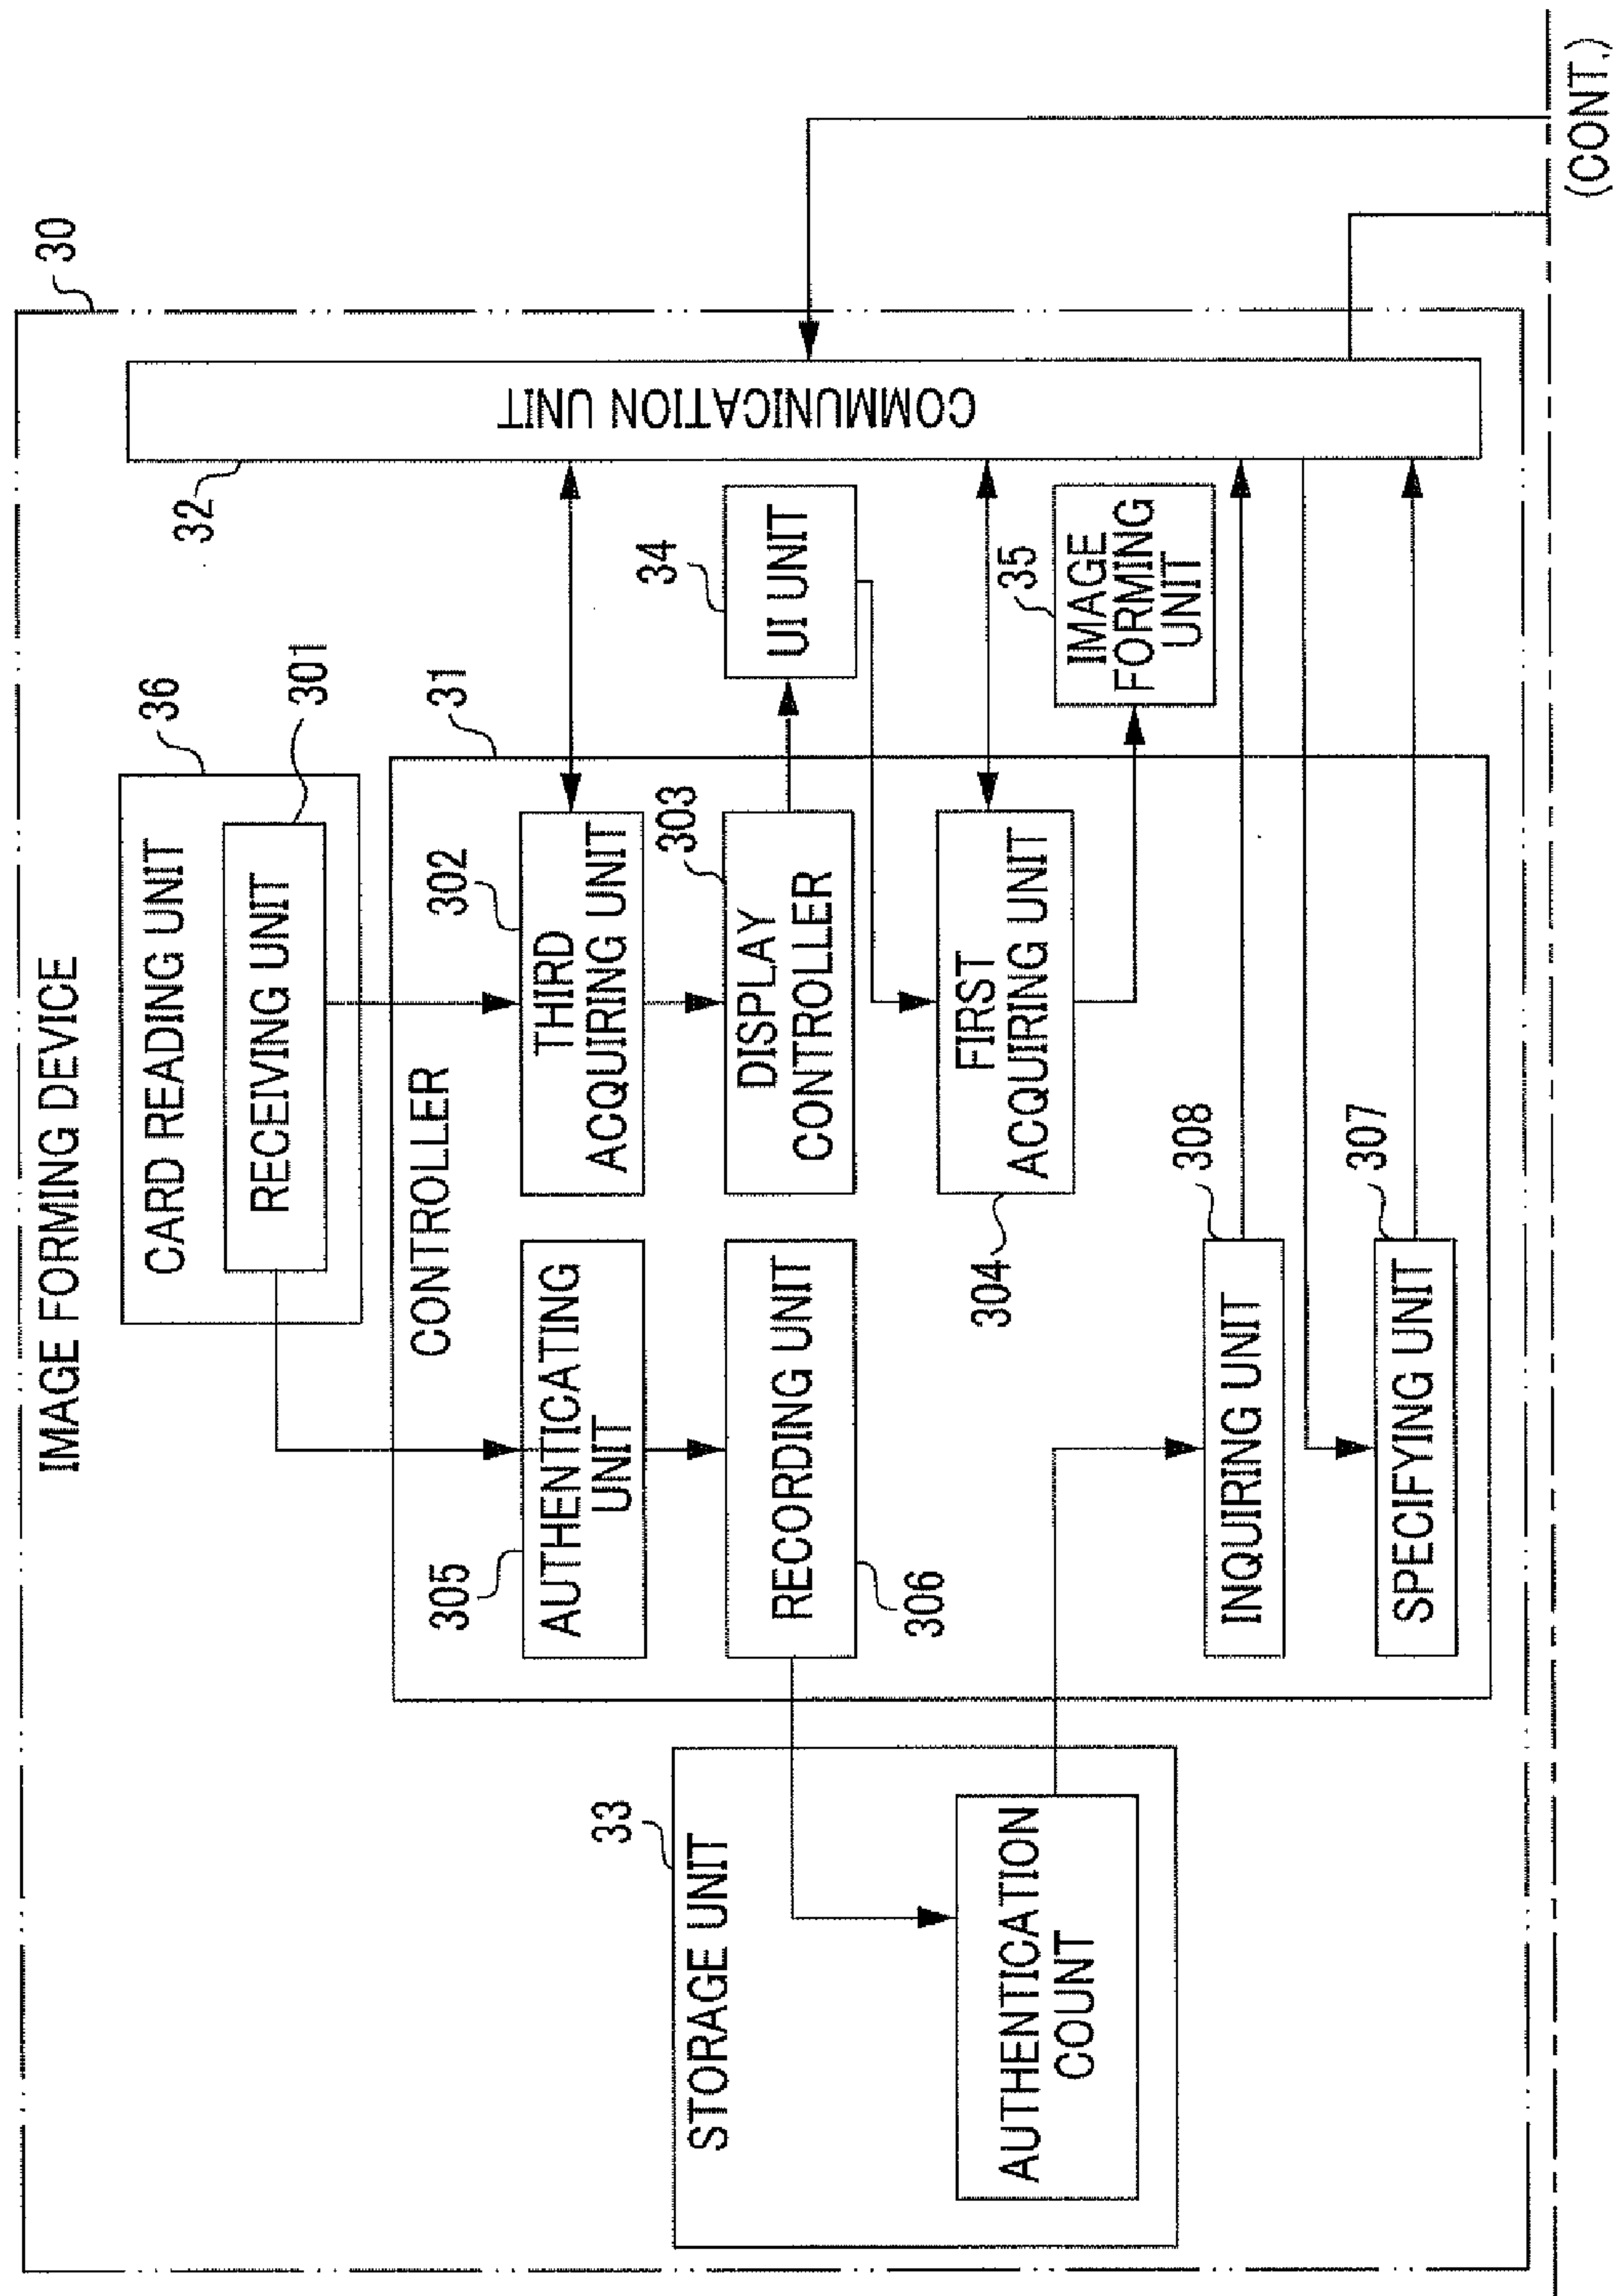 IMAGE FORMING DEVICE
30
CARD READING UNIT
36
RECEIVING UNIT
301
CONTROLLER
31
32
COMMUNICATION UNIT
305
AUTHENTICATING
UNIT
302
THIRD
ACQUIRING UNIT
RECORDING UNIT
306
303
DISPLAY
CONTROLLER
34
UI UNIT
33
STORAGE UNIT
AUTHENTICATION
COUNT
304
FIRST
ACQUIRING UNIT
35
IMAGE
FORMING
UNIT
308
INQUIRING UNIT
307
SPECIFYING UNIT
(CONT.)